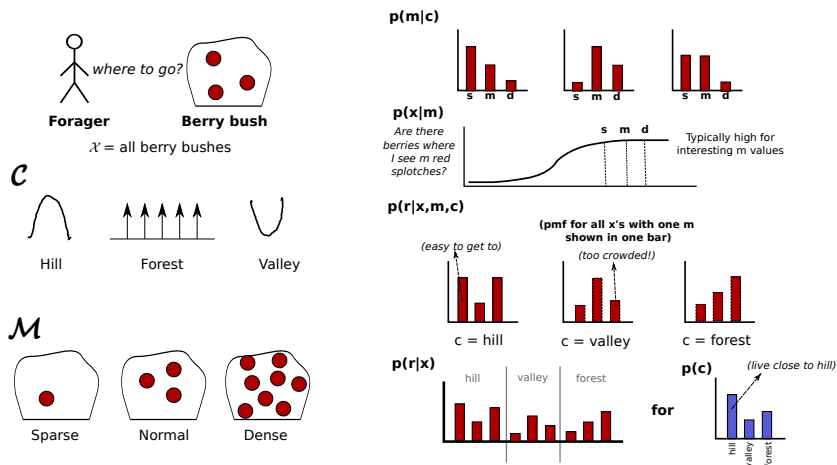 where to go?
Forager
Berry bush
𝒳 = all berry bushes
𝒞
Hill
Forest
Valley
ℳ
Sparse
Normal
Dense
p(m|c)
s m d
s m d
s m d
p(x|m)
Are there
berries where
I see m red
splotches?
s m d
Typically high for
interesting m values
p(r|x,m,c)
(pmf for all x's with one m
shown in one bar)
(easy to get to)
(too crowded!)
c = hill
c = valley
c = forest
p(r|x)
hill
valley
forest
for
p(c)
(live close to hill)
hill
valley
forest